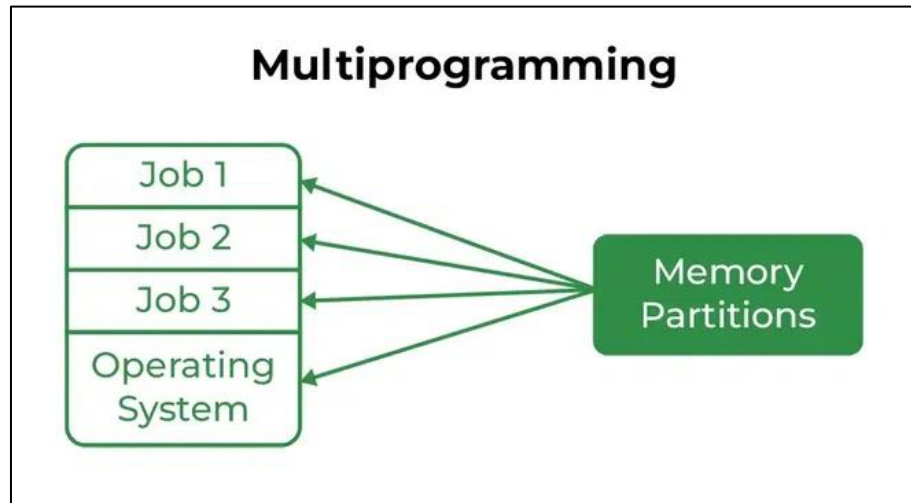 Multiprogramming
Job 1
Job 2
Job 3
Operating
System
Memory
Partitions